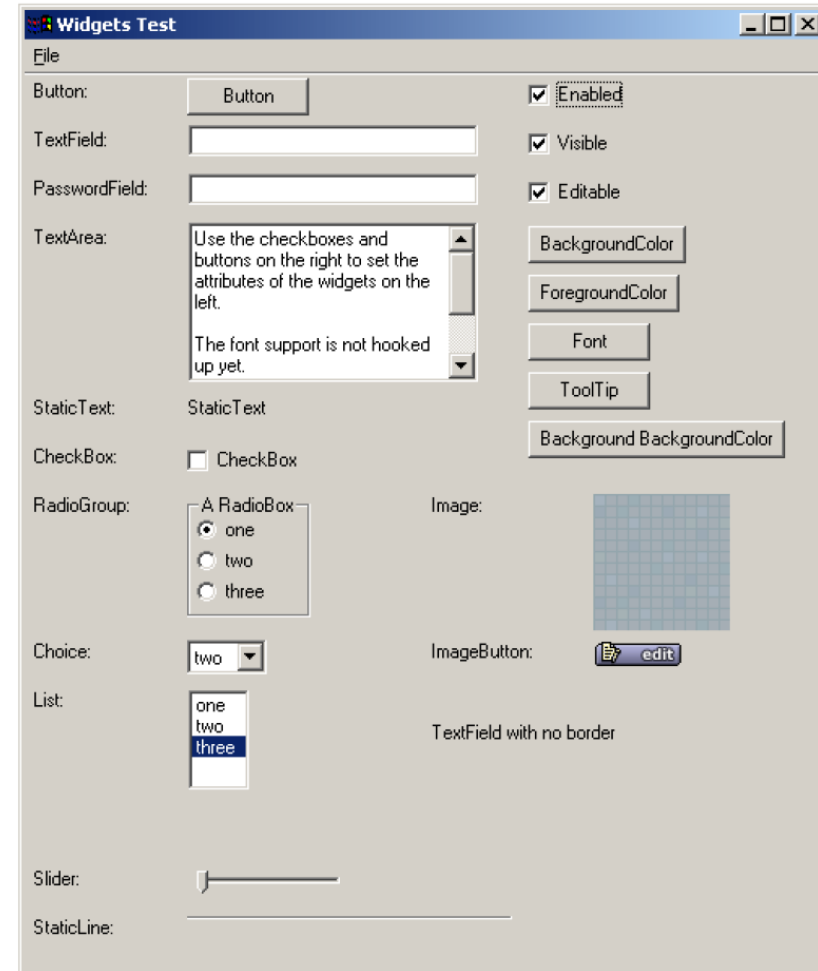 Widgets Test
File
Button:
Button
Enabled
TextField:
Visible
PasswordField:
Editable
TextArea:
Use the checkboxes and
buttons on the right to set the
attributes of the widgets on the
left.
The font support is not hooked
up yet.
BackgroundColor
ForegroundColor
Font
ToolTip
StaticText:
StaticText
Background BackgroundColor
CheckBox:
CheckBox
RadioGroup:
A RadioBox
one
two
three
Image:
Choice:
two
ImageButton:
edit
List:
one
two
three
TextField with no border
Slider:
StaticLine: